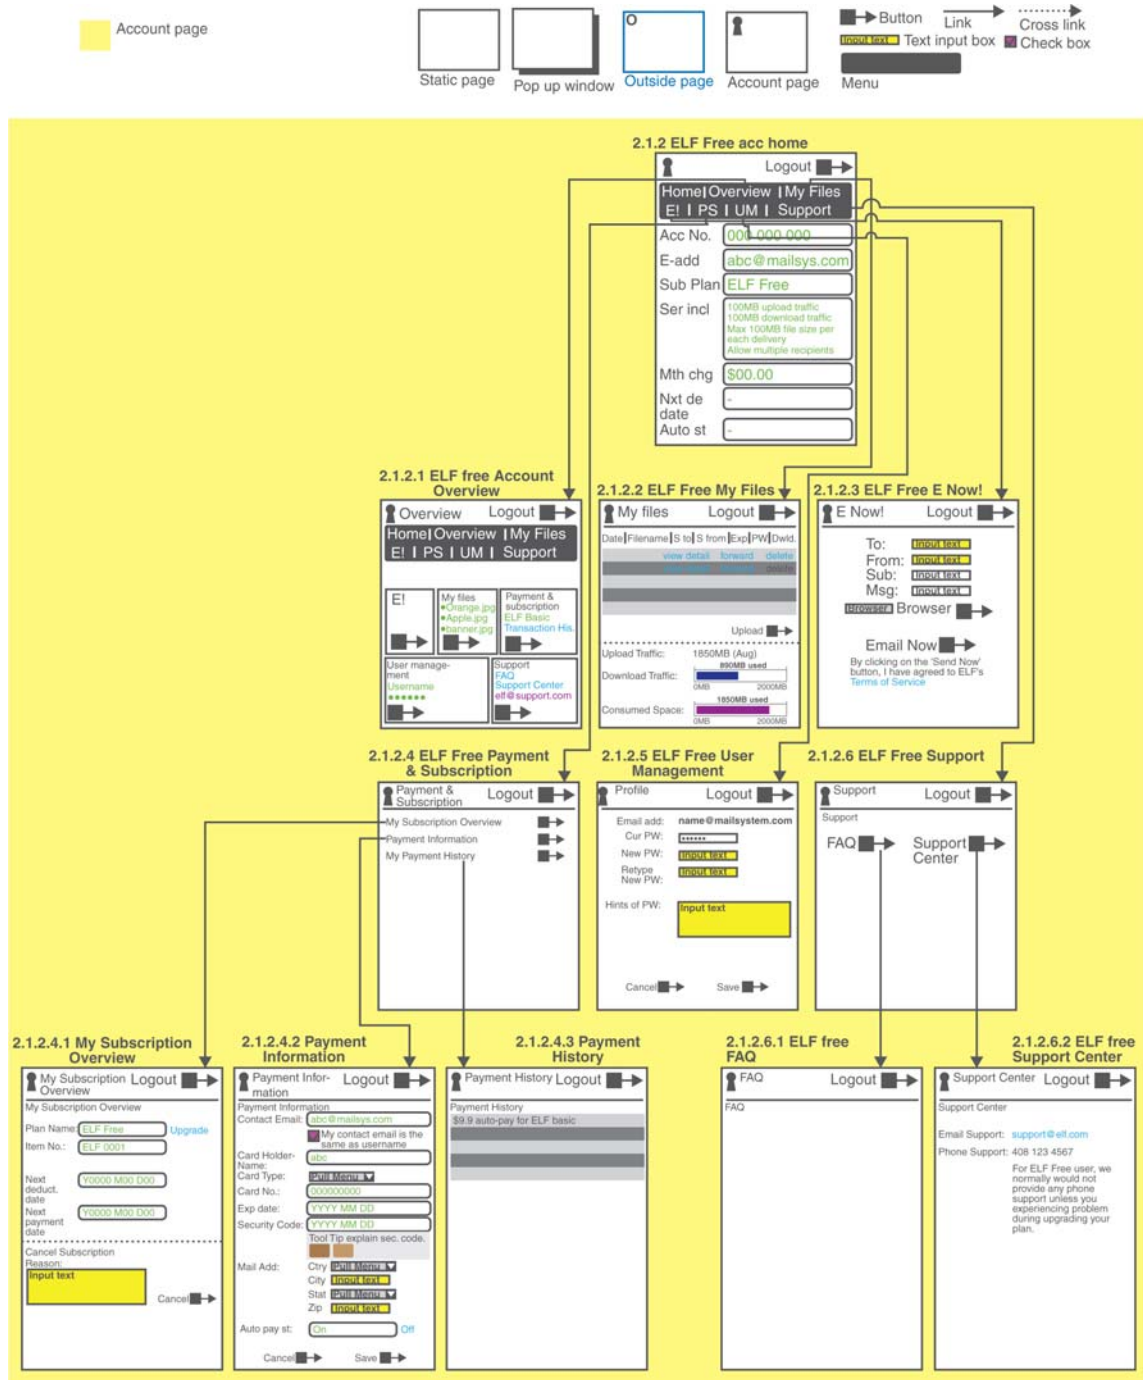 Account page
O
Static page
Pop up window
Outside page
Account page
Button
Link
Cross link
Input text Text input box
Check box
Menu
2.1.2 ELF Free acc home
Logout
Home|Overview | My Files
E! | PS | UM | Support
Acc No. 000 000 000
E-add abc@mailsys.com
Sub Plan ELF Free
Ser incl 100MB upload traffic
100MB download traffic
Max 100MB file size per
each delivery
Allow multiple recipients
Mth chg $00.00
Nxt de
date -
Auto st -
2.1.2.1 ELF free Account
Overview
Overview Logout
Home|Overview | My Files
E! | PS | UM | Support
E!
My files
Orange.jpg
Apple.jpg
banner.jpg
Payment &
subscription
ELF Basic
Transaction His.
User manage-
ment
Username
Support
FAQ
Support Center
elf@support.com
2.1.2.2 ELF Free My Files
My files Logout
Date|Filename|S to|S from|Exp|PW|Dwld.
view detail forward delete
delete
Upload
Upload Traffic: 1850MB (Aug)
890MB used
Download Traffic:
0MB 2000MB
1850MB used
Consumed Space:
0MB 2000MB
2.1.2.3 ELF Free E Now!
E Now! Logout
To: Input text
From: Input text
Sub: Input text
Msg: Input text
Browser Browser
Email Now
By clicking on the 'Send Now'
button, I have agreed to ELF's
Terms of Service
2.1.2.4 ELF Free Payment
& Subscription
Payment &
Subscription Logout
My Subscription Overview
Payment Information
My Payment History
2.1.2.5 ELF Free User
Management
Profile Logout
Email add: name@mailsystem.com
Cur PW: ••••••
New PW: Input text
Retype
New PW: Input text
Hints of PW: Input text
Cancel Save
2.1.2.6 ELF Free Support
Support Logout
Support
FAQ
Support
Center
2.1.2.4.1 My Subscription
Overview
My Subscription
Overview Logout
My Subscription Overview
Plan Name: ELF Free Upgrade
Item No.: ELF 0001
Next
deduct.
date Y0000 M00 D00
Next
payment
date Y0000 M00 D00
Cancel Subscription
Reason:
Input text
Cancel
2.1.2.4.2 Payment
Information
Payment Infor-
mation Logout
Payment Information
Contact Email: abc@mailsys.com
My contact email is the
same as username
Card Holder-
Name: abc
Card Type: Pull Menu
Card No.: 000000000
Exp date: YYYY MM DD
Security Code: YYYY MM DD
Tool Tip explain sec. code.
Mail Add: Ctry Pull Menu
City Input text
Stat Pull Menu
Zip Input text
Auto pay st: On Off
Cancel Save
2.1.2.4.3 Payment
History
Payment History Logout
Payment History
$9.9 auto-pay for ELF basic
2.1.2.6.1 ELF free
FAQ
FAQ Logout
FAQ
2.1.2.6.2 ELF free
Support Center
Support Center Logout
Support Center
Email Support: support@elf.com
Phone Support: 408 123 4567
For ELF Free user, we
normally would not
provide any phone
support unless you
experiencing problem
during upgrading your
plan.